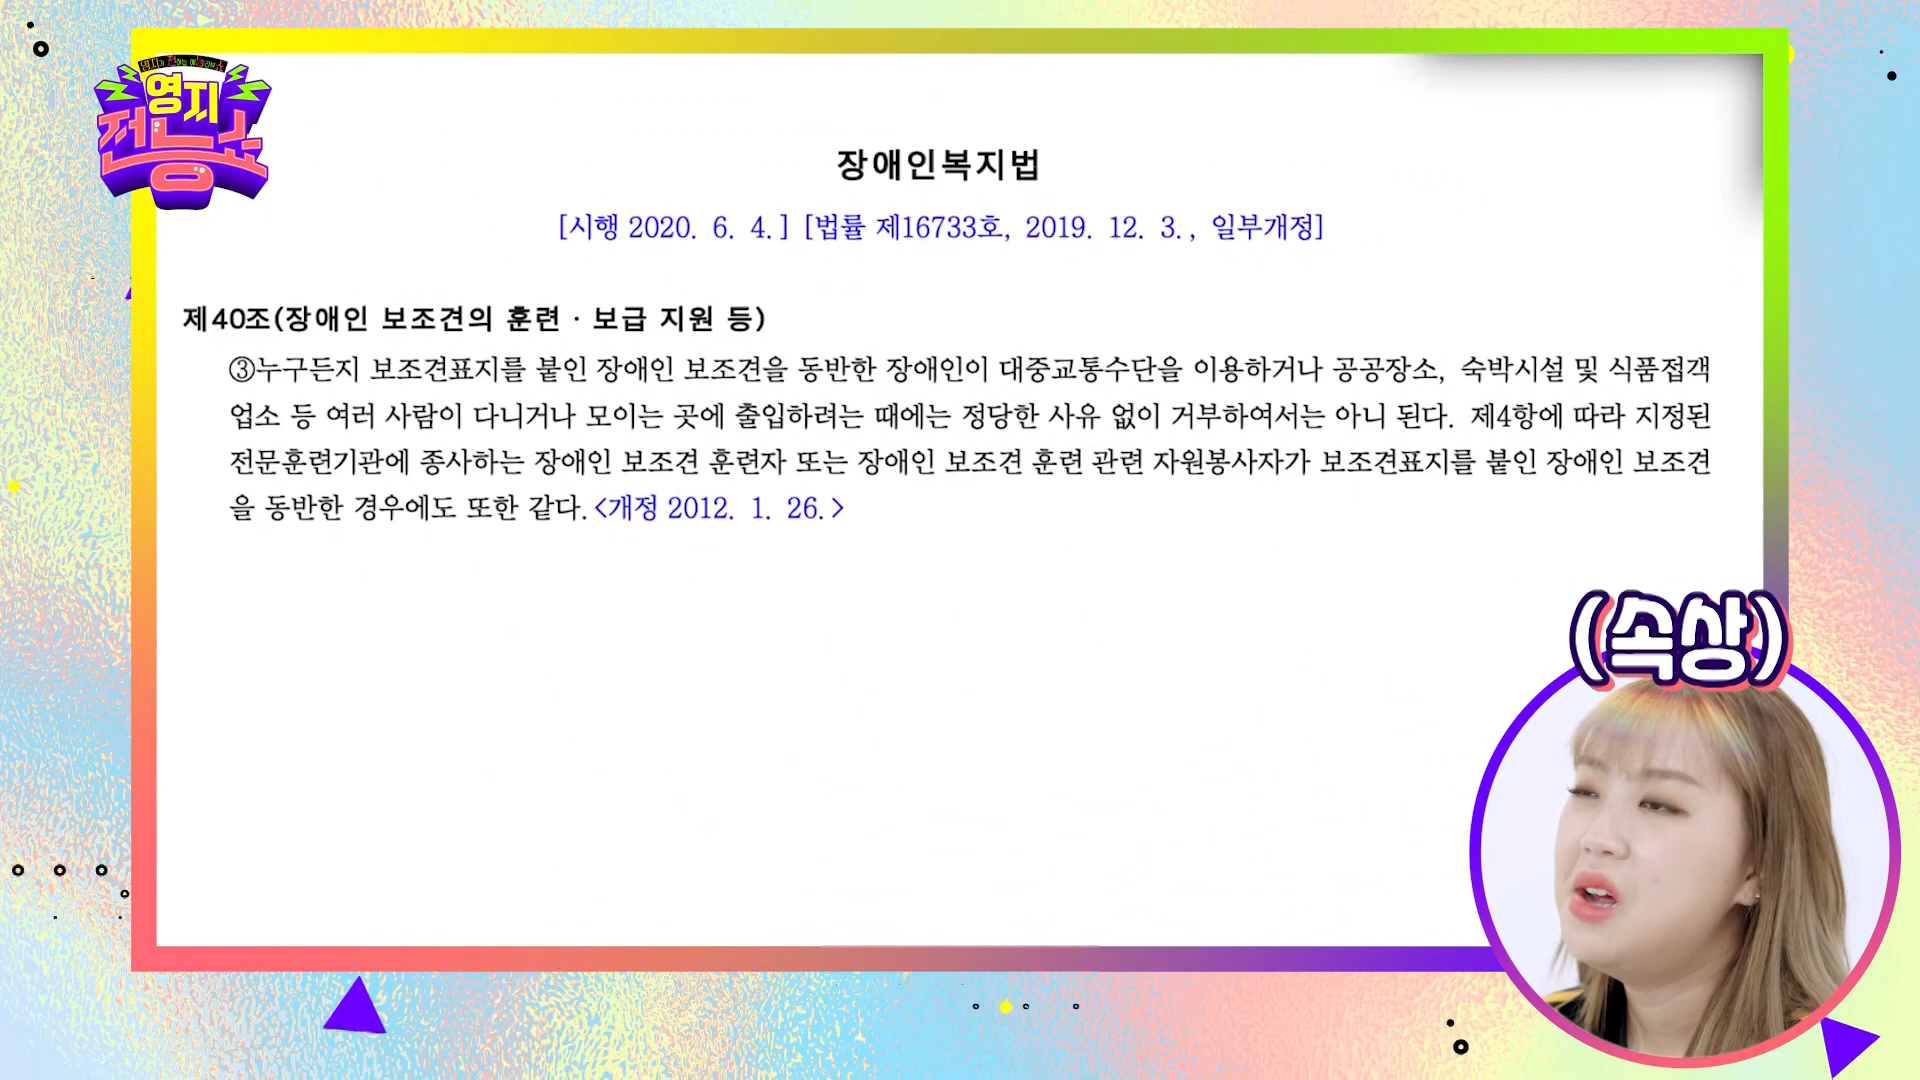 영지
전능쇼
장애인복지법
[시행 2020. 6. 4.] [법률 제16733호, 2019. 12. 3., 일부개정]
제40조(장애인 보조견의 훈련 · 보급 지원 등)
③누구든지 보조견표지를 붙인 장애인 보조견을 동반한 장애인이 대중교통수단을 이용하거나 공공장소, 숙박시설 및 식품접객
업소 등 여러 사람이 다니거나 모이는 곳에 출입하려는 때에는 정당한 사유 없이 거부하여서는 아니 된다. 제4항에 따라 지정된
전문훈련기관에 종사하는 장애인 보조견 훈련자 또는 장애인 보조견 훈련 관련 자원봉사자가 보조견표지를 붙인 장애인 보조견
을 동반한 경우에도 또한 같다. <개정 2012. 1. 26.>
(속상)